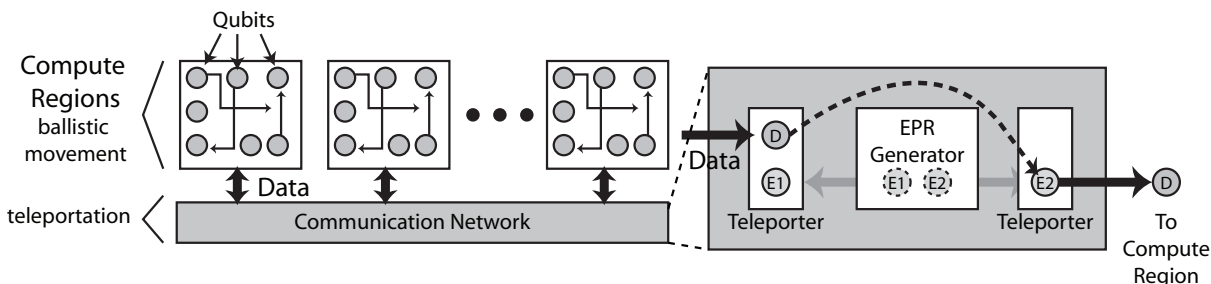 Qubits
Compute
Regions
ballistic
movement
Data
teleportation
Communication Network
Data
D
E1
Teleporter
EPR
Generator
E1
E2
E2
Teleporter
D
To
Compute
Region